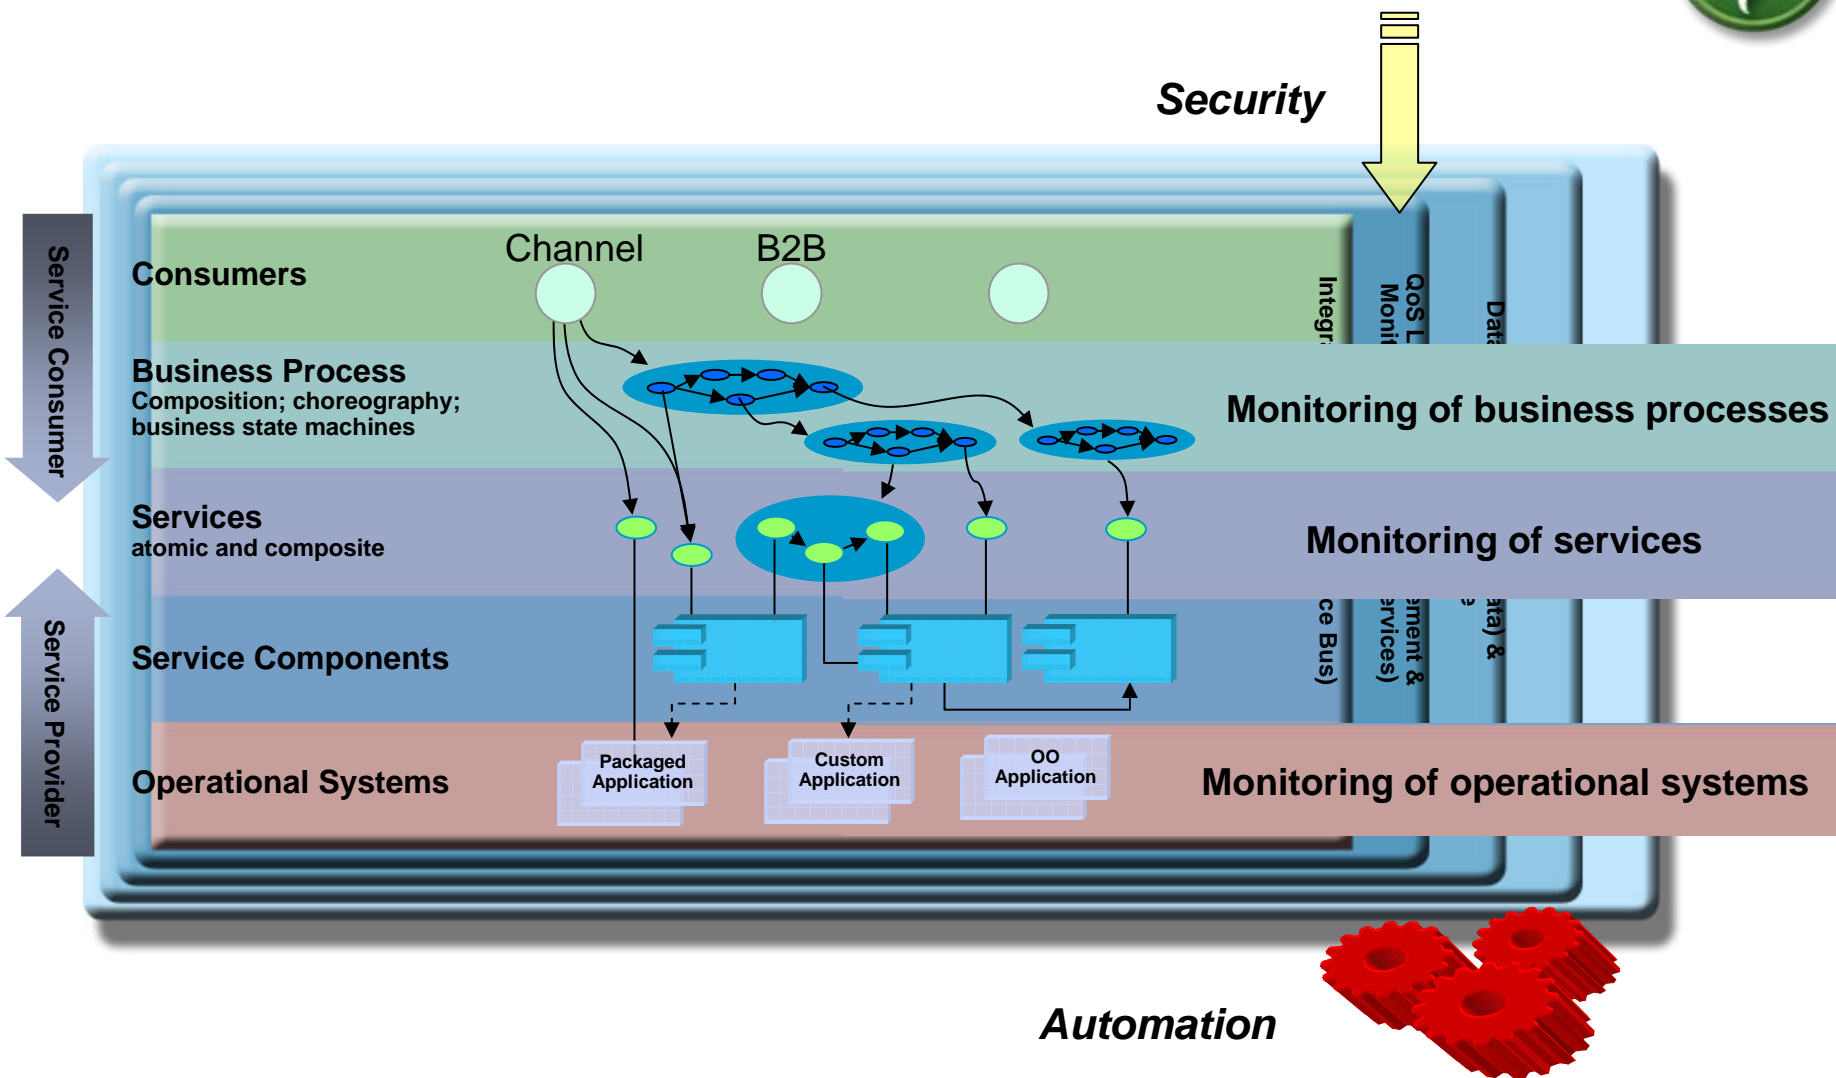 Security
Service Consumer
Service Provider
Consumers
Channel
B2B
Business Process
Composition; choreography;
business state machines
Monitoring of business processes
Services
atomic and composite
Monitoring of services
Service Components
Operational Systems
Packaged
Application
Custom
Application
OO
Application
Monitoring of operational systems
Bus)
QoS
&
&
Automation